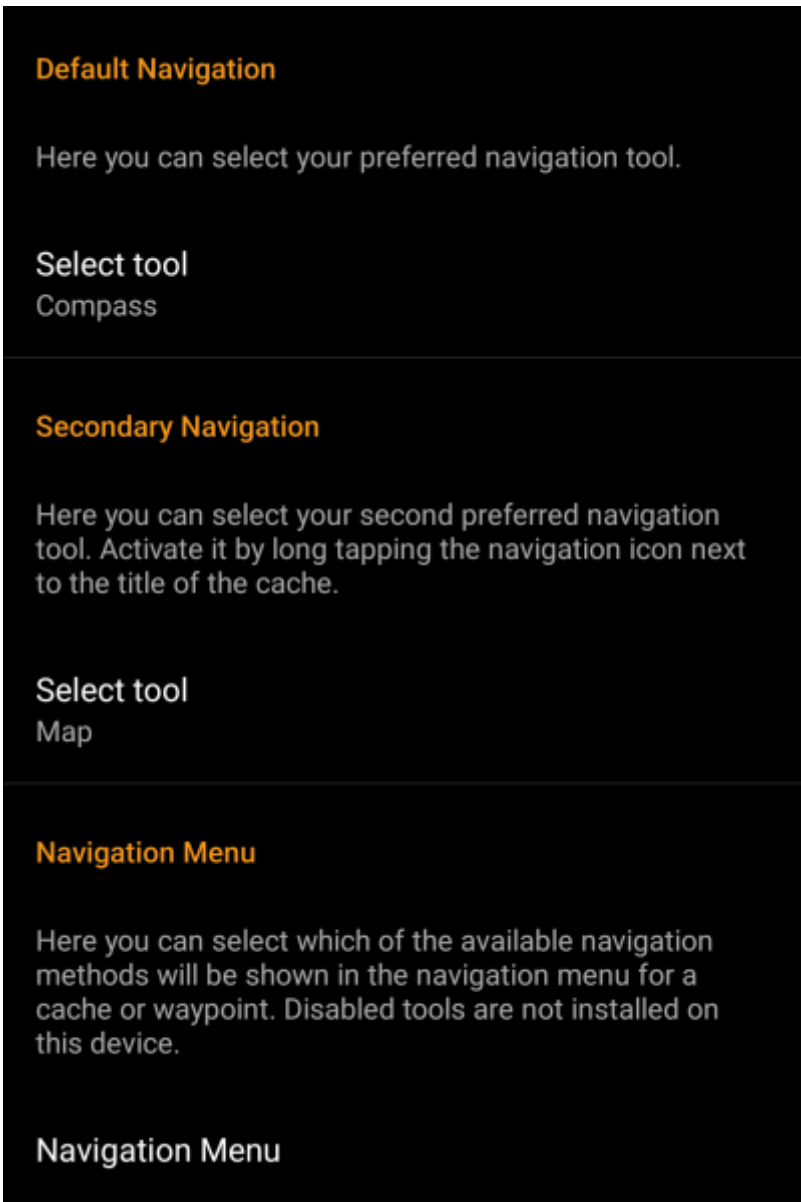 Default Navigation
Here you can select your preferred navigation tool.
Select tool
Compass
Secondary Navigation
Here you can select your second preferred navigation
tool. Activate it by long tapping the navigation icon next
to the title of the cache.
Select tool
Map
Navigation Menu
Here you can select which of the available navigation
methods will be shown in the navigation menu for a
cache or waypoint. Disabled tools are not installed on
this device.
Navigation Menu